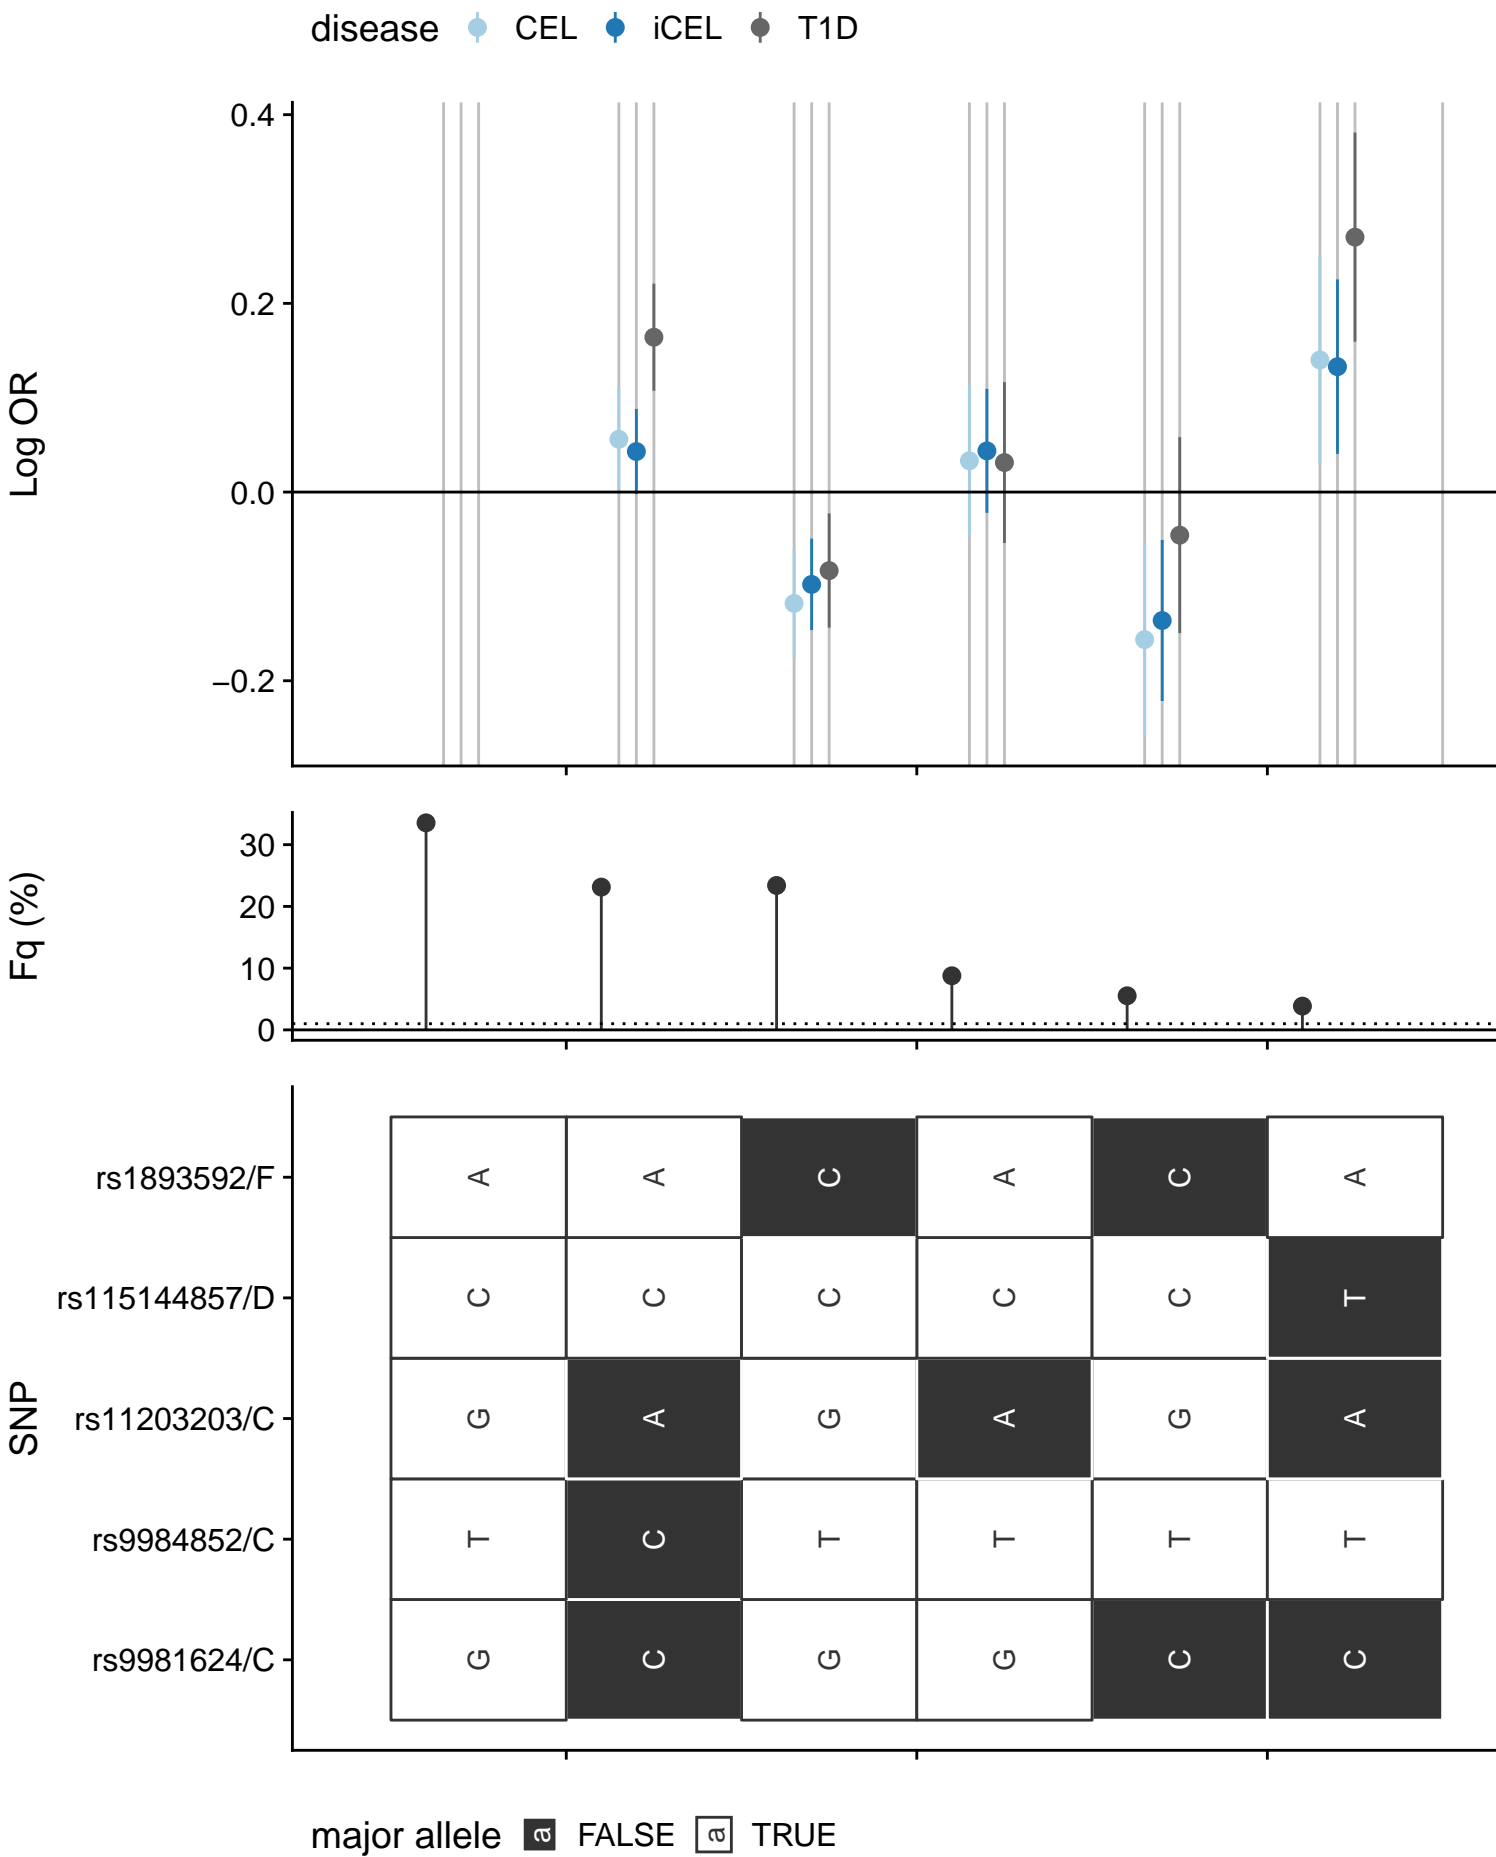 disease CEL iCEL T1D
Log OR
0.4
0.2
0.0
−0.2
Fq (%)
30
20
10
0
SNP
rs1893592/F A A C A C A
rs115144857/D C C C C C T
rs11203203/C G A G A G A
rs9984852/C T C T T T T
rs9981624/C G C G G C C
major allele a FALSE a TRUE